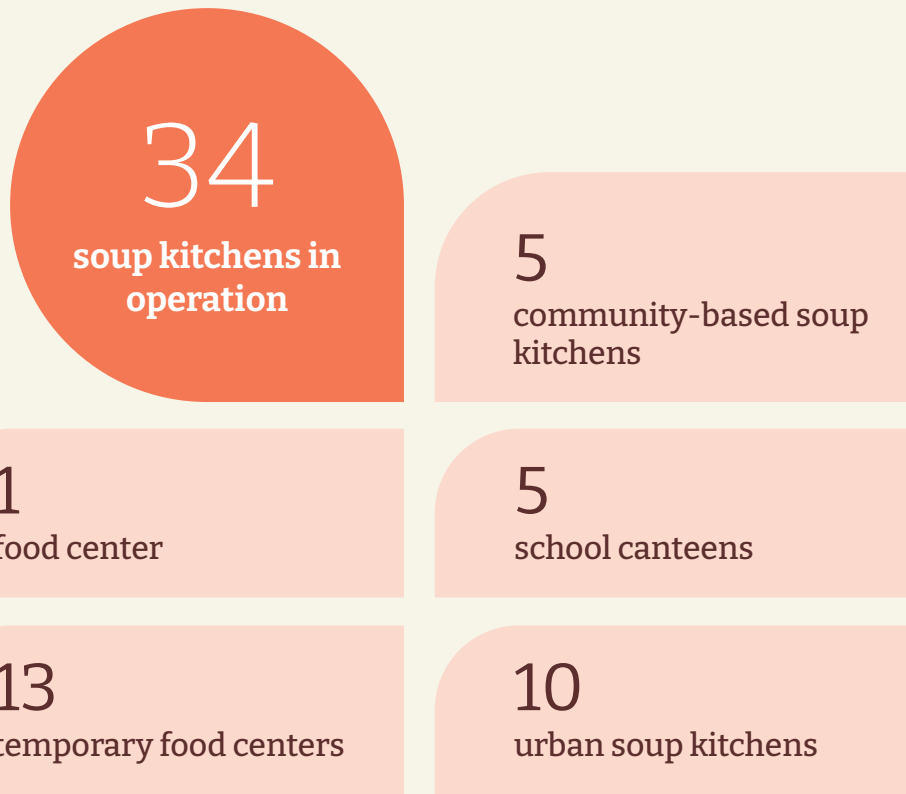 34
soup kitchens in
operation
5
community-based soup
kitchens
1
food center
5
school canteens
13
temporary food centers
10
urban soup kitchens